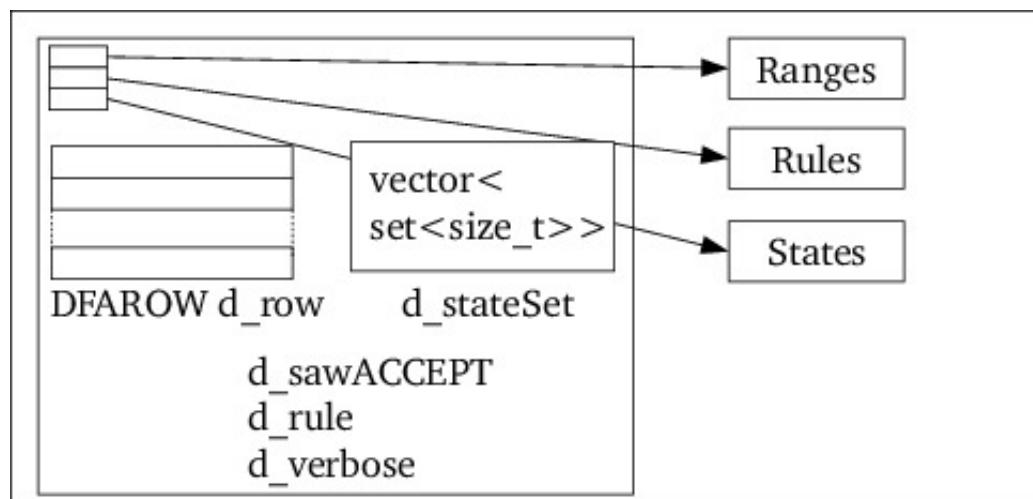 Ranges
Rules
vector<
set<size_t>>
States
DFAROW d_row
d_stateSet
d_sawACCEPT
d_rule
d_verbose